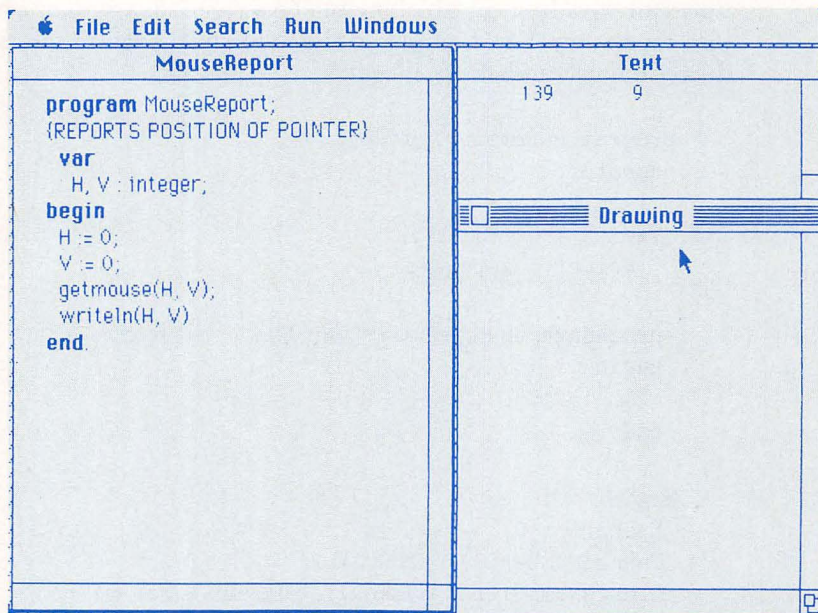 File Edit Search Run Windows
MouseReport
program MouseReport;
{REPORTS POSITION OF POINTER}
var
H, V : integer;
begin
H := 0;
V := 0;
getmouse(H, V);
writeln(H, V)
end.
Text
139 9
Drawing